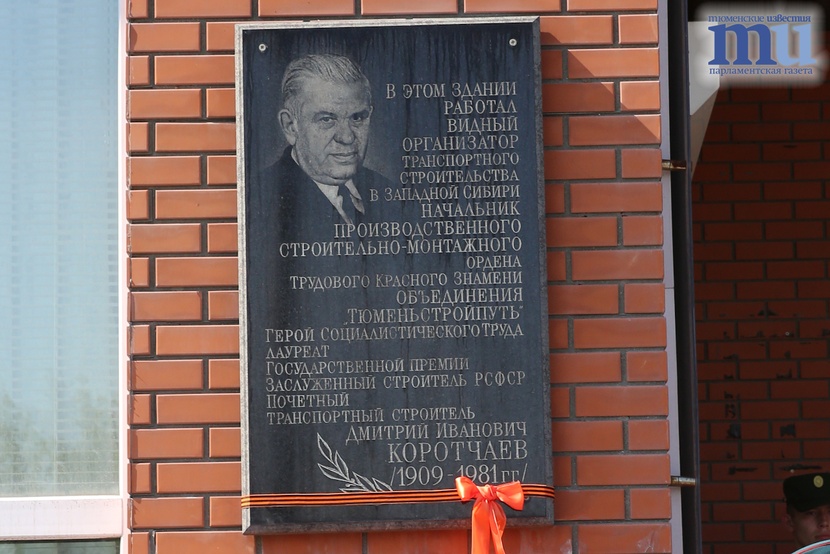 тюменские известия
ти
парламентская газета
В ЭТОМ ЗДАНИИ
РАБОТАЛ
ВИДНЫЙ
ОРГАНИЗАТОР
ТРАНСПОРТНОГО
СТРОИТЕЛЬСТВА
В ЗАПАДНОЙ СИБИРИ
НАЧАЛЬНИК
ПРОИЗВОДСТВЕННОГО
СТРОИТЕЛЬНО-МОНТАЖНОГО
ОРДЕНА
ТРУДОВОГО КРАСНОГО ЗНАМЕНИ
ОБЪЕДИНЕНИЯ
"ТЮМЕНЬСТРОЙПУТЬ"
ГЕРОЙ СОЦИАЛИСТИЧЕСКОГО ТРУДА
ЛАУРЕАТ
ГОСУДАРСТВЕННОЙ ПРЕМИИ
ЗАСЛУЖЕННЫЙ СТРОИТЕЛЬ РСФСР
ПОЧЕТНЫЙ
ТРАНСПОРТНЫЙ СТРОИТЕЛЬ
ДМИТРИЙ ИВАНОВИЧ
КОРОТЧАЕВ
/1909 - 1981 гг/